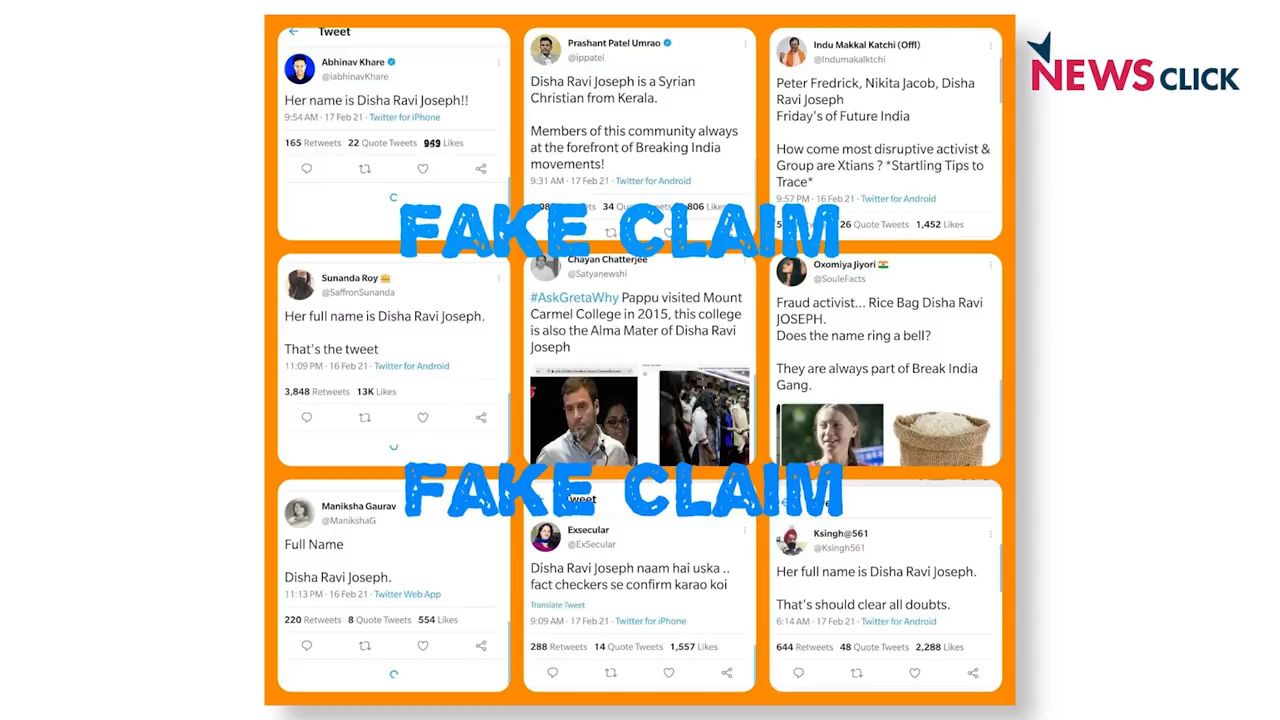 NEWS CLICK
Tweet
Abhinav Khare
@iabhinavKhare
Her name is Disha Ravi Joseph!!
9:54 AM · 17 Feb 21 · Twitter for iPhone
165 Retweets 22 Quote Tweets 949 Likes
Prashant Patel Umrao
@ippatel
Disha Ravi Joseph is a Syrian
Christian from Kerala.
Members of this community always
at the forefront of Breaking India
movements!
9:31 AM · 17 Feb 21 · Twitter for Android
34 Quote Tweets 806 Likes
Indu Makkal Katchi (Offl)
@Indumakalktchi
Peter Fredrick, Nikita Jacob, Disha
Ravi Joseph
Friday's of Future India
How come most disruptive activist &
Group are Xtians ? *Startling Tips to
Trace*
9:57 PM · 16 Feb 21 · Twitter for Android
26 Quote Tweets 1,452 Likes
FAKE CLAIM
Sunanda Roy
@SaffronSunanda
Her full name is Disha Ravi Joseph.
That's the tweet
11:09 PM · 16 Feb 21 · Twitter for Android
3,848 Retweets 13K Likes
Chayan Chatterjee
@Satyanewshi
#AskGretaWhy Pappu visited Mount
Carmel College in 2015, this college
is also the Alma Mater of Disha Ravi
Joseph
Oxomiya Jiyori
@SouleFacts
Fraud activist... Rice Bag Disha Ravi
JOSEPH.
Does the name ring a bell?
They are always part of Break India
Gang.
FAKE CLAIM
Maniksha Gaurav
@ManikshaG
Full Name
Disha Ravi Joseph.
11:13 PM · 16 Feb 21 · Twitter Web App
220 Retweets 8 Quote Tweets 554 Likes
Tweet
Exsecular
@ExSecular
Disha Ravi Joseph naam hai uska ..
fact checkers se confirm karao koi
Translate Tweet
9:09 AM · 17 Feb 21 · Twitter for iPhone
288 Retweets 14 Quote Tweets 1,557 Likes
Ksingh@561
@Ksingh561
Her full name is Disha Ravi Joseph.
That's should clear all doubts.
6:14 AM · 17 Feb 21 · Twitter for Android
644 Retweets 48 Quote Tweets 2,288 Likes